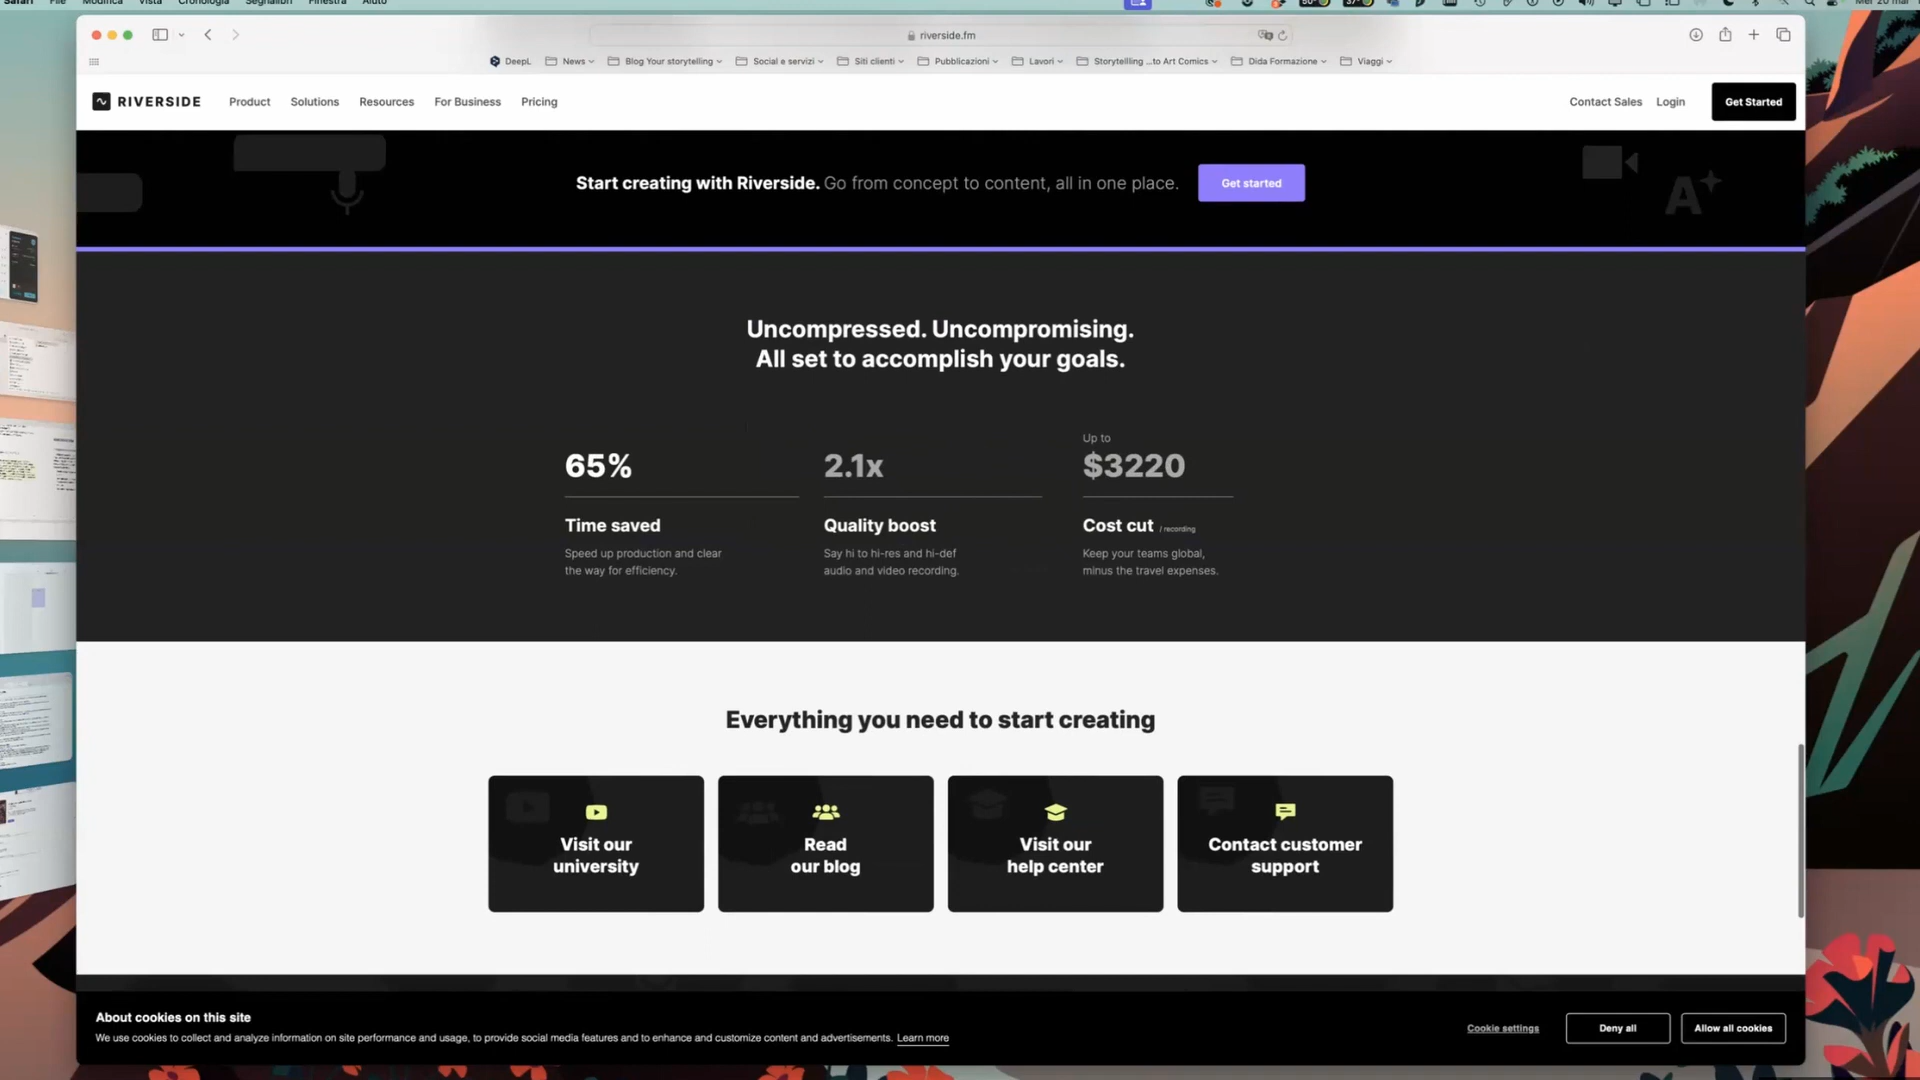 Safari File Modifica Vista Cronologia Segnalibri Finestra Aiuto
riverside.fm
DeepL News Blog Your storytelling Social e servizi Siti clienti Pubblicazioni Lavori Storytelling ...to Art Comics Dida Formazione Viaggi
RIVERSIDE Product Solutions Resources For Business Pricing Contact Sales Login Get Started
Start creating with Riverside. Go from concept to content, all in one place. Get started
Uncompressed. Uncompromising.
All set to accomplish your goals.
65%
Time saved
Speed up production and clear
the way for efficiency.
2.1x
Quality boost
Say hi to hi-res and hi-def
audio and video recording.
Up to
$3220
Cost cut / recording
Keep your teams global,
minus the travel expenses.
Everything you need to start creating
Visit our
university
Read
our blog
Visit our
help center
Contact customer
support
About cookies on this site
We use cookies to collect and analyze information on site performance and usage, to provide social media features and to enhance and customize content and advertisements. Learn more
Cookie settings Deny all Allow all cookies